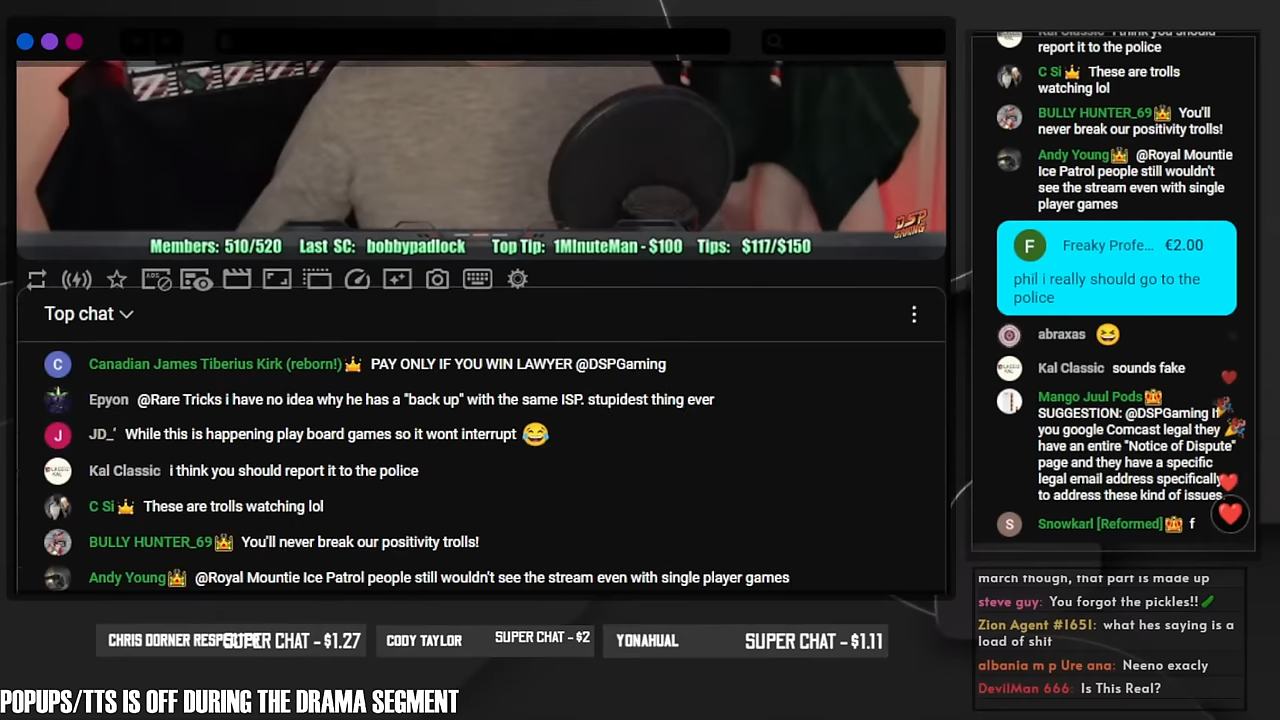 DSP
GAMING
Members: 510/520 Last SC: bobbypadlock Top Tip: 1MInuteMan - $100 Tips: $117/$150
ADS
Top chat
C Canadian James Tiberius Kirk (reborn!) PAY ONLY IF YOU WIN LAWYER @DSPGaming
Epyon @Rare Tricks i have no idea why he has a "back up" with the same ISP. stupidest thing ever
J JD_' While this is happening play board games so it wont interrupt 😂
Kal Classic i think you should report it to the police
C Si These are trolls watching lol
BULLY HUNTER_69 You'll never break our positivity trolls!
Andy Young @Royal Mountie Ice Patrol people still wouldn't see the stream even with single player games
Kal Classic i think you should
report it to the police
C Si These are trolls
watching lol
BULLY HUNTER_69 You'll
never break our positivity trolls!
Andy Young @Royal Mountie
Ice Patrol people still wouldn't
see the stream even with single
player games
F Freaky Profe... €2.00
phil i really should go to the
police
abraxas 😆
Kal Classic sounds fake
Mango Juul Pods
SUGGESTION: @DSPGaming If
you google Comcast legal they
have an entire "Notice of Dispute"
page and they have a specific
legal email address specifically
to address these kind of issues.
S Snowkarl [Reformed] f
march though, that part is made up
steve guy: You forgot the pickles!!🥒
Zion Agent #1651: what hes saying is a
load of shit
albania m p Ure ana: Neeno exacly
DevilMan 666: Is This Real?
CHRIS DORNER SUPER CHAT - $1.27
CODY TAYLOR SUPER CHAT - $2
YONAHUAL SUPER CHAT - $1.11
POPUPS/TTS IS OFF DURING THE DRAMA SEGMENT